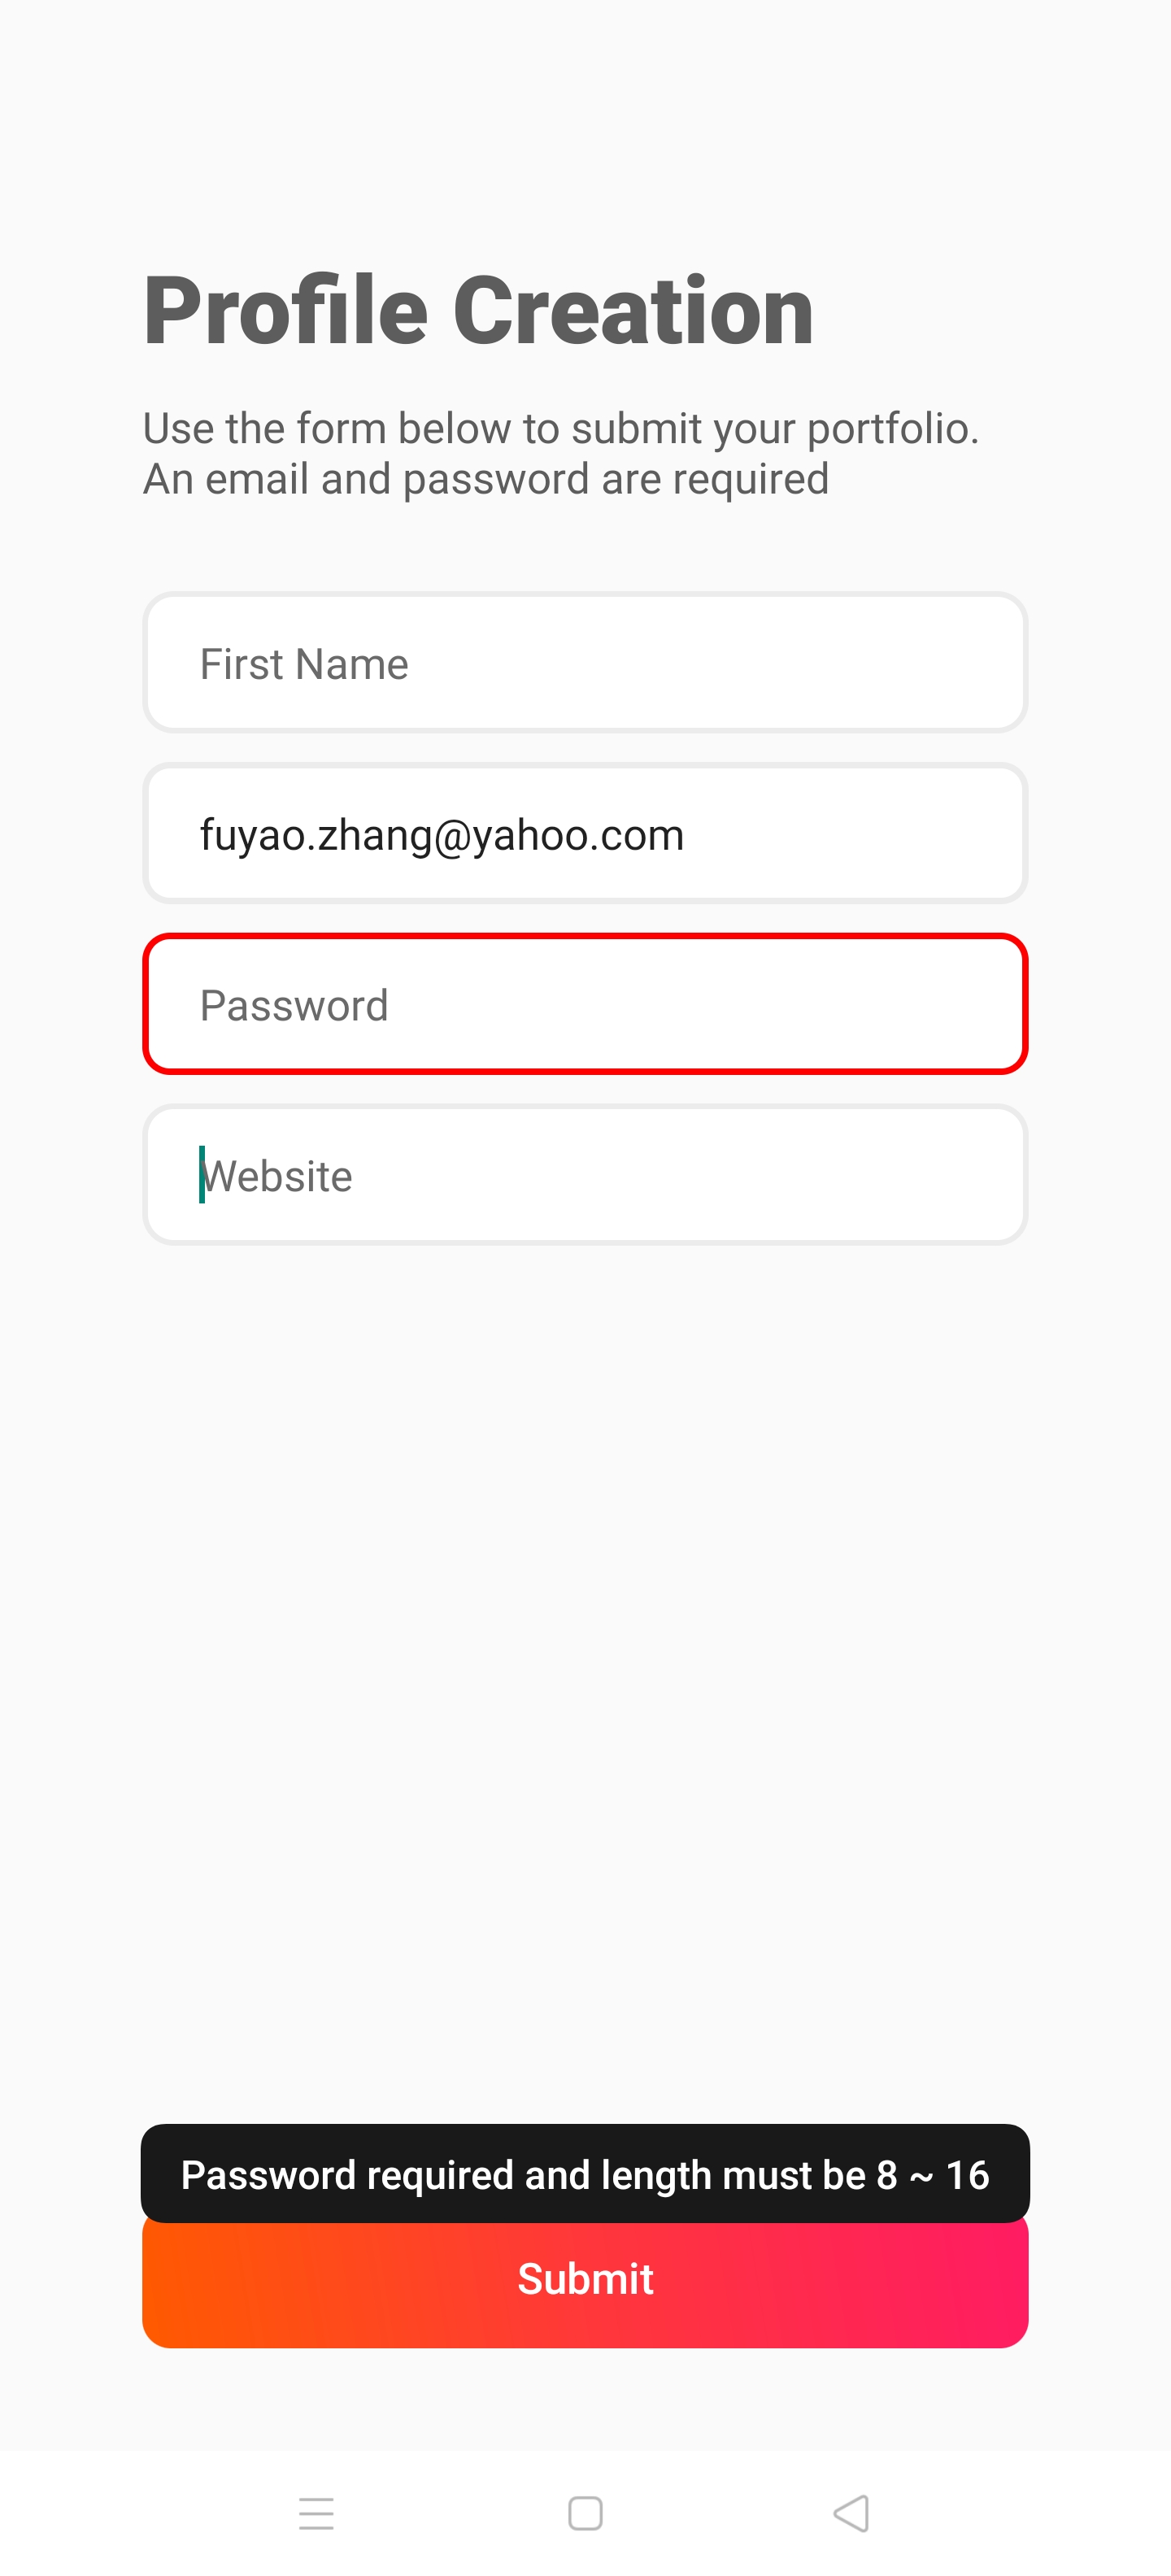 Profile Creation
Use the form below to submit your portfolio.
An email and password are required
First Name
fuyao.zhang@yahoo.com
Password
Website
Password required and length must be 8 ~ 16
Submit